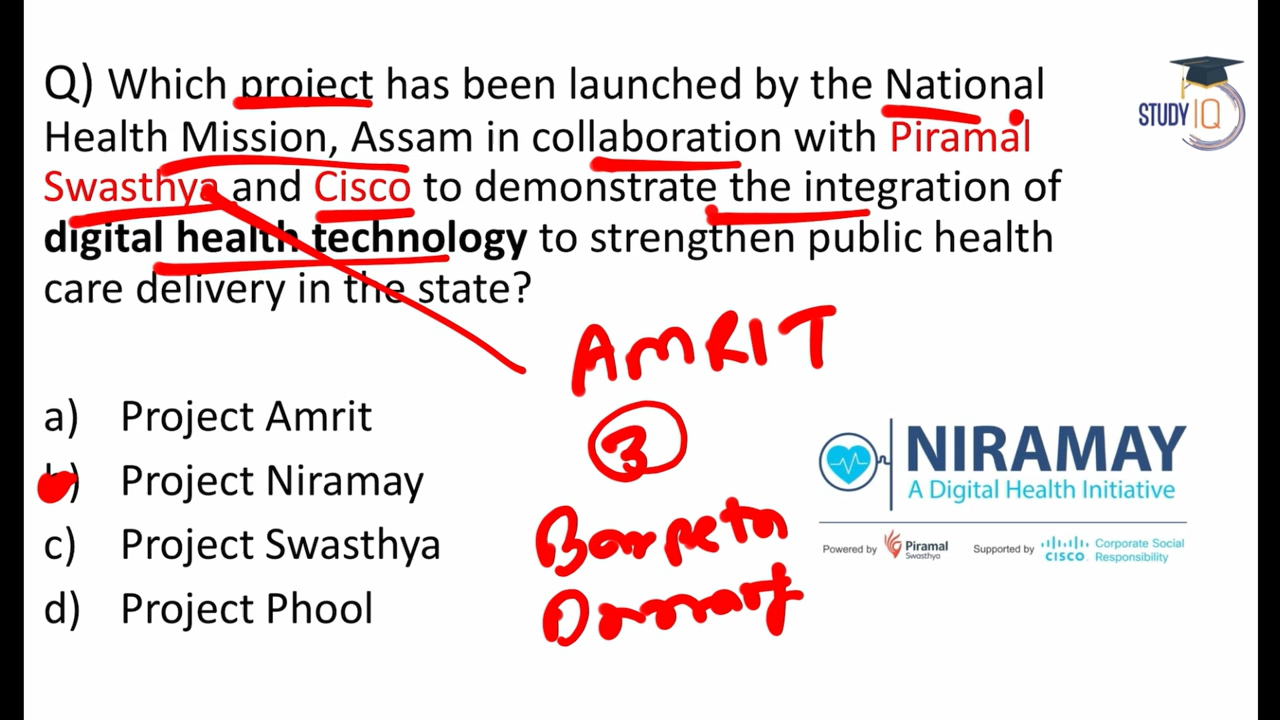 Q) Which project has been launched by the National
Health Mission, Assam in collaboration with Piramal
Swasthya and Cisco to demonstrate the integration of
digital health technology to strengthen public health
care delivery in the state?
STUDY IQ
AMRIT
3
a) Project Amrit
b) Project Niramay
c) Project Swasthya
d) Project Phool
Barpeta
Darrang
NIRAMAY
A Digital Health Initiative
Powered by Piramal Swasthya Supported by CISCO Corporate Social Responsibility